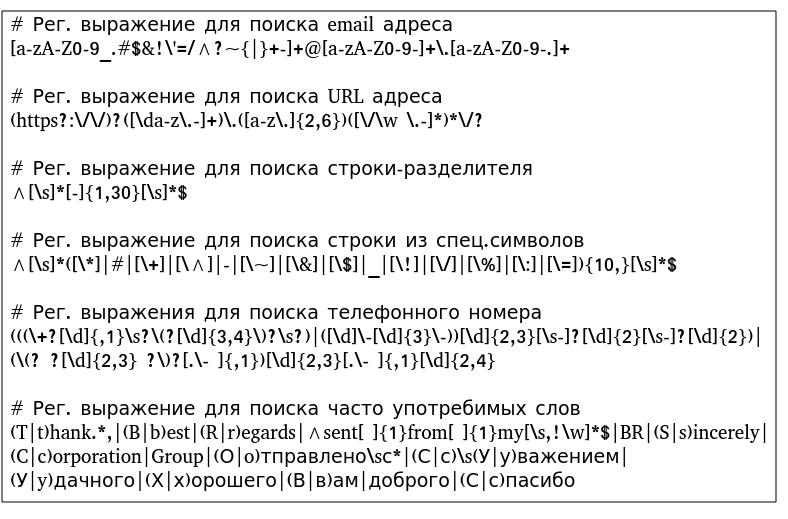 # Рег. выражение для поиска email адреса
[a-zA-Z0-9_.#$&!\'=/^?~{|}+-]+@[a-zA-Z0-9-]+\.[a-zA-Z0-9-.]+
# Рег. выражение для поиска URL адреса
(https?:\/\/)?([\da-z\.-]+)\.([a-z\.]{2,6})([\/\w \.-]*)*\/?
# Рег. выражение для поиска строки-разделителя
^[\s]*[-]{1,30}[\s]*$
# Рег. выражение для поиска строки из спец.символов
^[\s]*([\*]|#|[\+]|[\^]|-|[\~]|[\&]|[\$]|_|[\!]|[\/]|[\%]|[\:]|[\=]){10,}[\s]*$
# Рег. выражения для поиска телефонного номера
(((\+?[\d]{,1}\s?\(?[\d]{3,4}\)?\s?)|([\d]\-[\d]{3}\-))[\d]{2,3}[\s-]?[\d]{2}[\s-]?[\d]{2})|
(\(? ?[\d]{2,3} ?\)?[.\- ]{,1})[\d]{2,3}[.\- ]{,1}[\d]{2,4}
# Рег. выражение для поиска часто употребимых слов
(T|t)hank.*,|(B|b)est|(R|r)egards|^sent[ ]{1}from[ ]{1}my[\s,!\w]*$|BR|(S|s)incerely|
(C|c)orporation|Group|(О|о)тправлено\sс*|(С|с)\s(У|у)важением|
(У|у)дачного|(Х|х)орошего|(В|в)ам|доброго|(С|с)пасибо